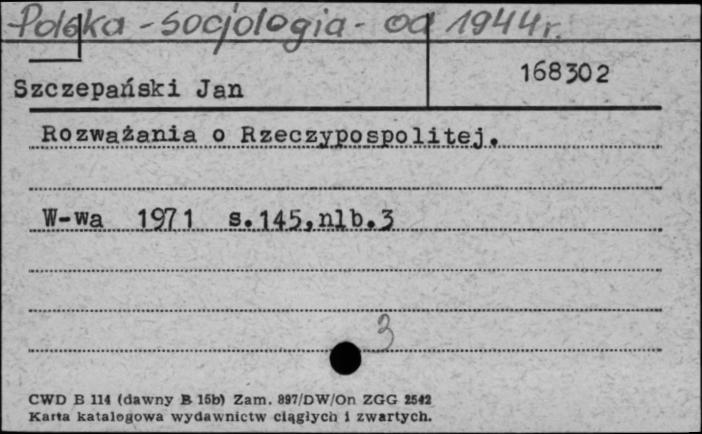 Polska - socjologia - od 1944r.
168302
Szczepański Jan
Rozważania o Rzeczypospolitej.
W-wa 1971 s.145,nlb.3
3
CWD B 114 (dawny B 15b) Zam. 897/DW/On ZGG 2542
Karta katalogowa wydawnictw ciągłych i zwartych.